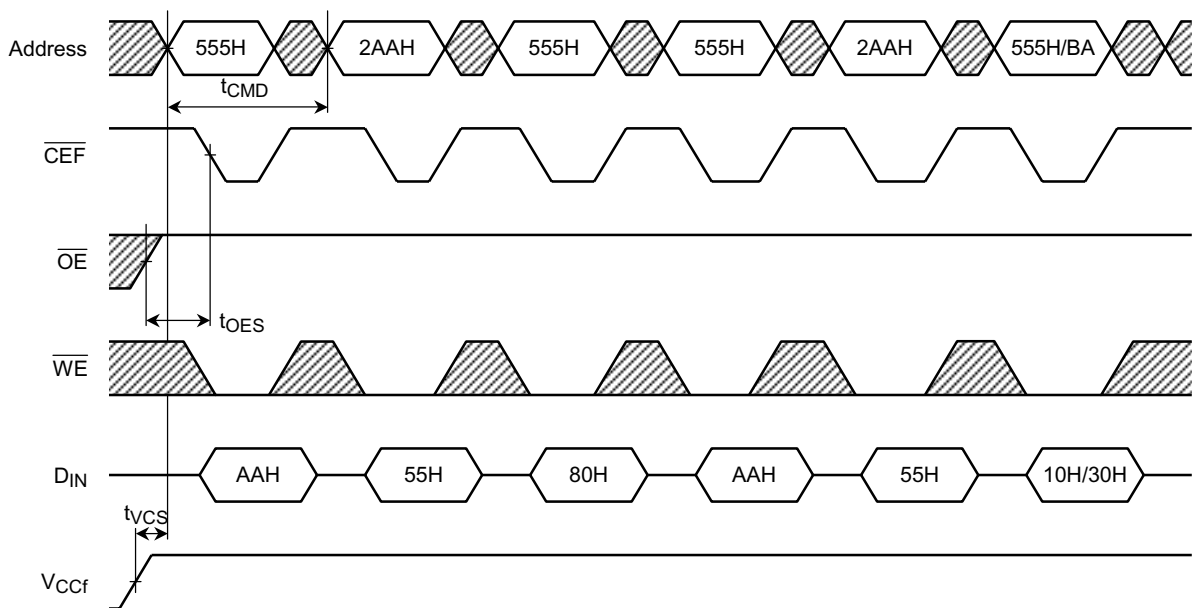 Address 555H 2AAH 555H 555H 2AAH 555H/BA
tCMD
CEF
OE
tOES
WE
DIN AAH 55H 80H AAH 55H 10H/30H
tVCS
VCCf